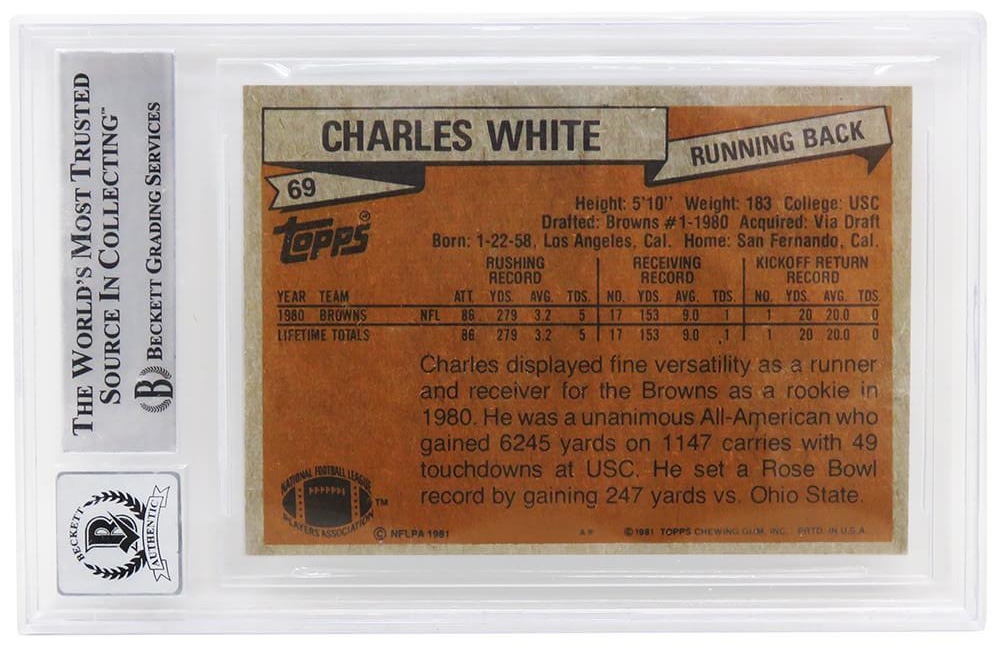 THE WORLD'S MOST TRUSTED
SOURCE IN COLLECTING™
BECKETT GRADING SERVICES
B
BECKETT
B
AUTHENTIC
CHARLES WHITE
RUNNING BACK
69
TOPPS®
Height: 5'10" Weight: 183 College: USC
Drafted: Browns #1-1980 Acquired: Via Draft
Born: 1-22-58, Los Angeles, Cal. Home: San Fernando, Cal.
RUSHING RECORD RECEIVING RECORD KICKOFF RETURN RECORD
YEAR TEAM ATT. YDS. AVG. TDS. NO. YDS. AVG. TDS. NO. YDS. AVG. TDS.
1980 BROWNS NFL 86 279 3.2 5 17 153 9.0 1 1 20 20.0 0
LIFETIME TOTALS 86 279 3.2 5 17 153 9.0 1 1 20 20.0 0
Charles displayed fine versatility as a runner
and receiver for the Browns as a rookie in
1980. He was a unanimous All-American who
gained 6245 yards on 1147 carries with 49
touchdowns at USC. He set a Rose Bowl
record by gaining 247 yards vs. Ohio State.
NATIONAL FOOTBALL LEAGUE
PLAYERS ASSOCIATION
™
© NFLPA 1981
A*
©1981 TOPPS CHEWING GUM, INC. PRTD. IN U.S.A.